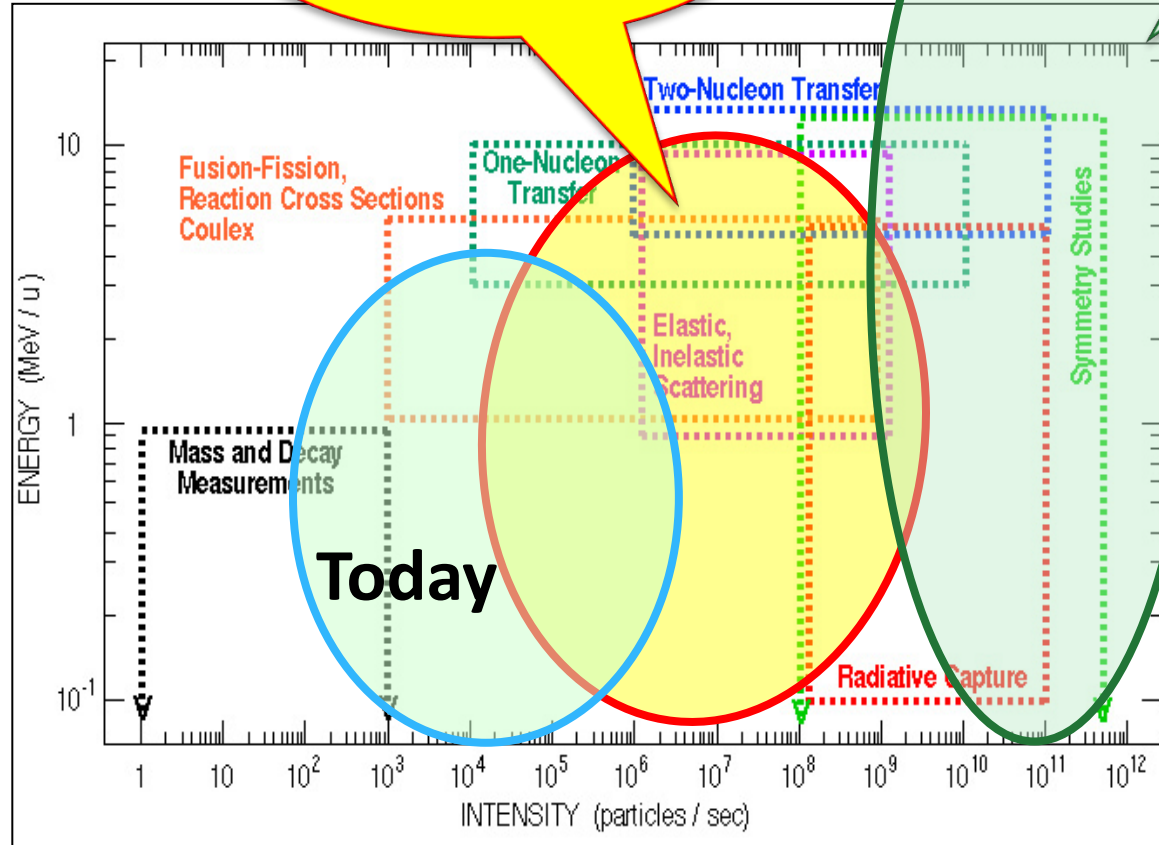 Two-Nucleon Transfer
10
Fusion-Fission,
Reaction Cross Sections
Coulex
One-Nucleon
Transfer
Symmetry Studies
ENERGY (MeV / u)
Elastic,
Inelastic
Scattering
1
Mass and Decay
Measurements
Today
Radiative Capture
10⁻¹
1 10 10² 10³ 10⁴ 10⁵ 10⁶ 10⁷ 10⁸ 10⁹ 10¹⁰ 10¹¹ 10¹²
INTENSITY (particles / sec)